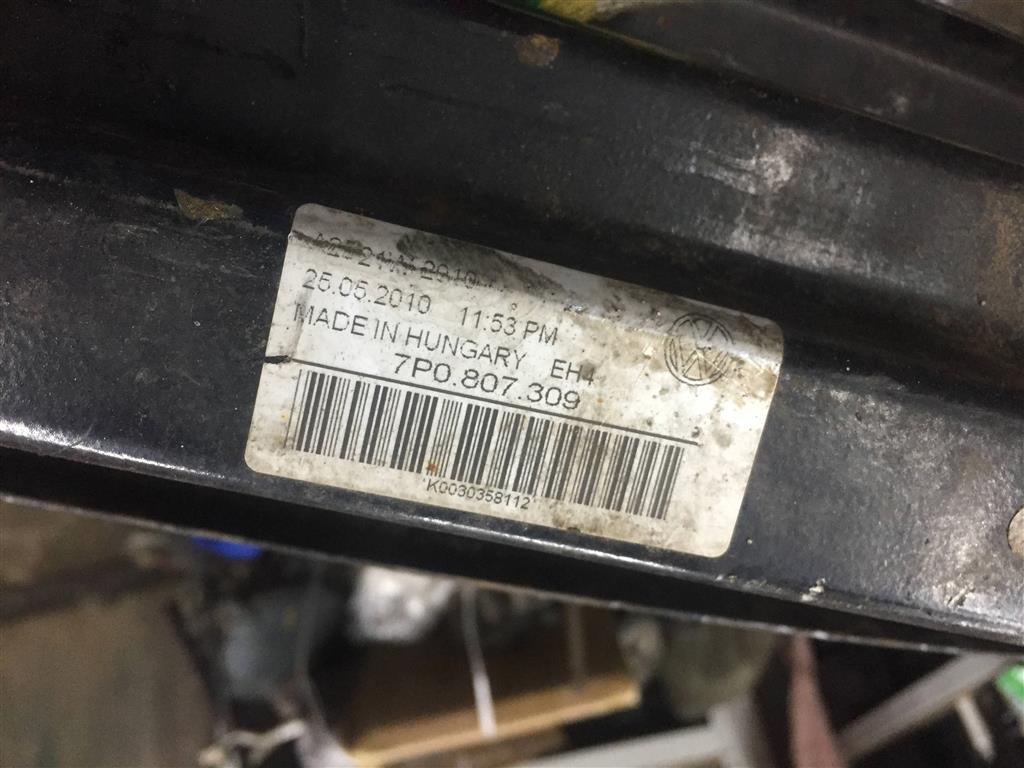 25.05.2010 11:53 PM
MADE IN HUNGARY EH4
7P0.807.309
*K0030358112*